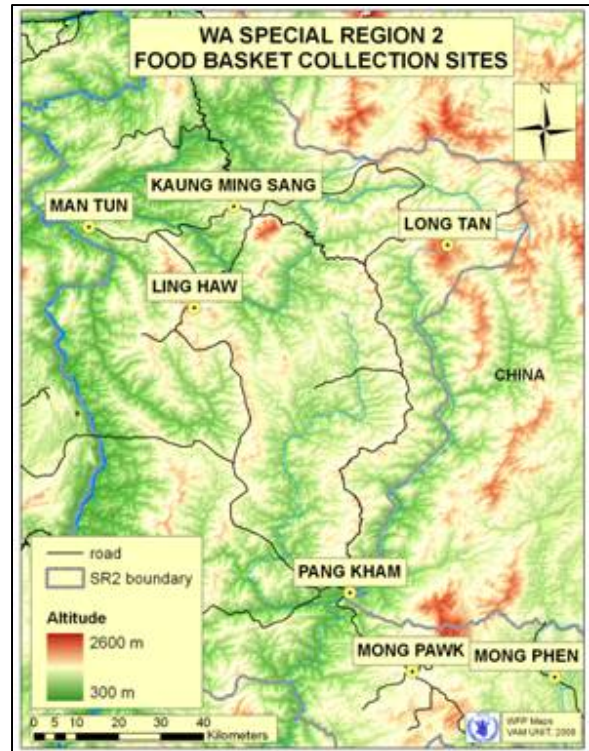 WA SPECIAL REGION 2
FOOD BASKET COLLECTION SITES
N
KAUNG MING SANG
MAN TUN
LONG TAN
LING HAW
CHINA
road
SR2 boundary
Altitude
2600 m
300 m
PANG KHAM
MONG PAWK
MONG PHEN
0 5 10 20 30 40
Kilometers
WFP Maps
VAM UNIT, 2008